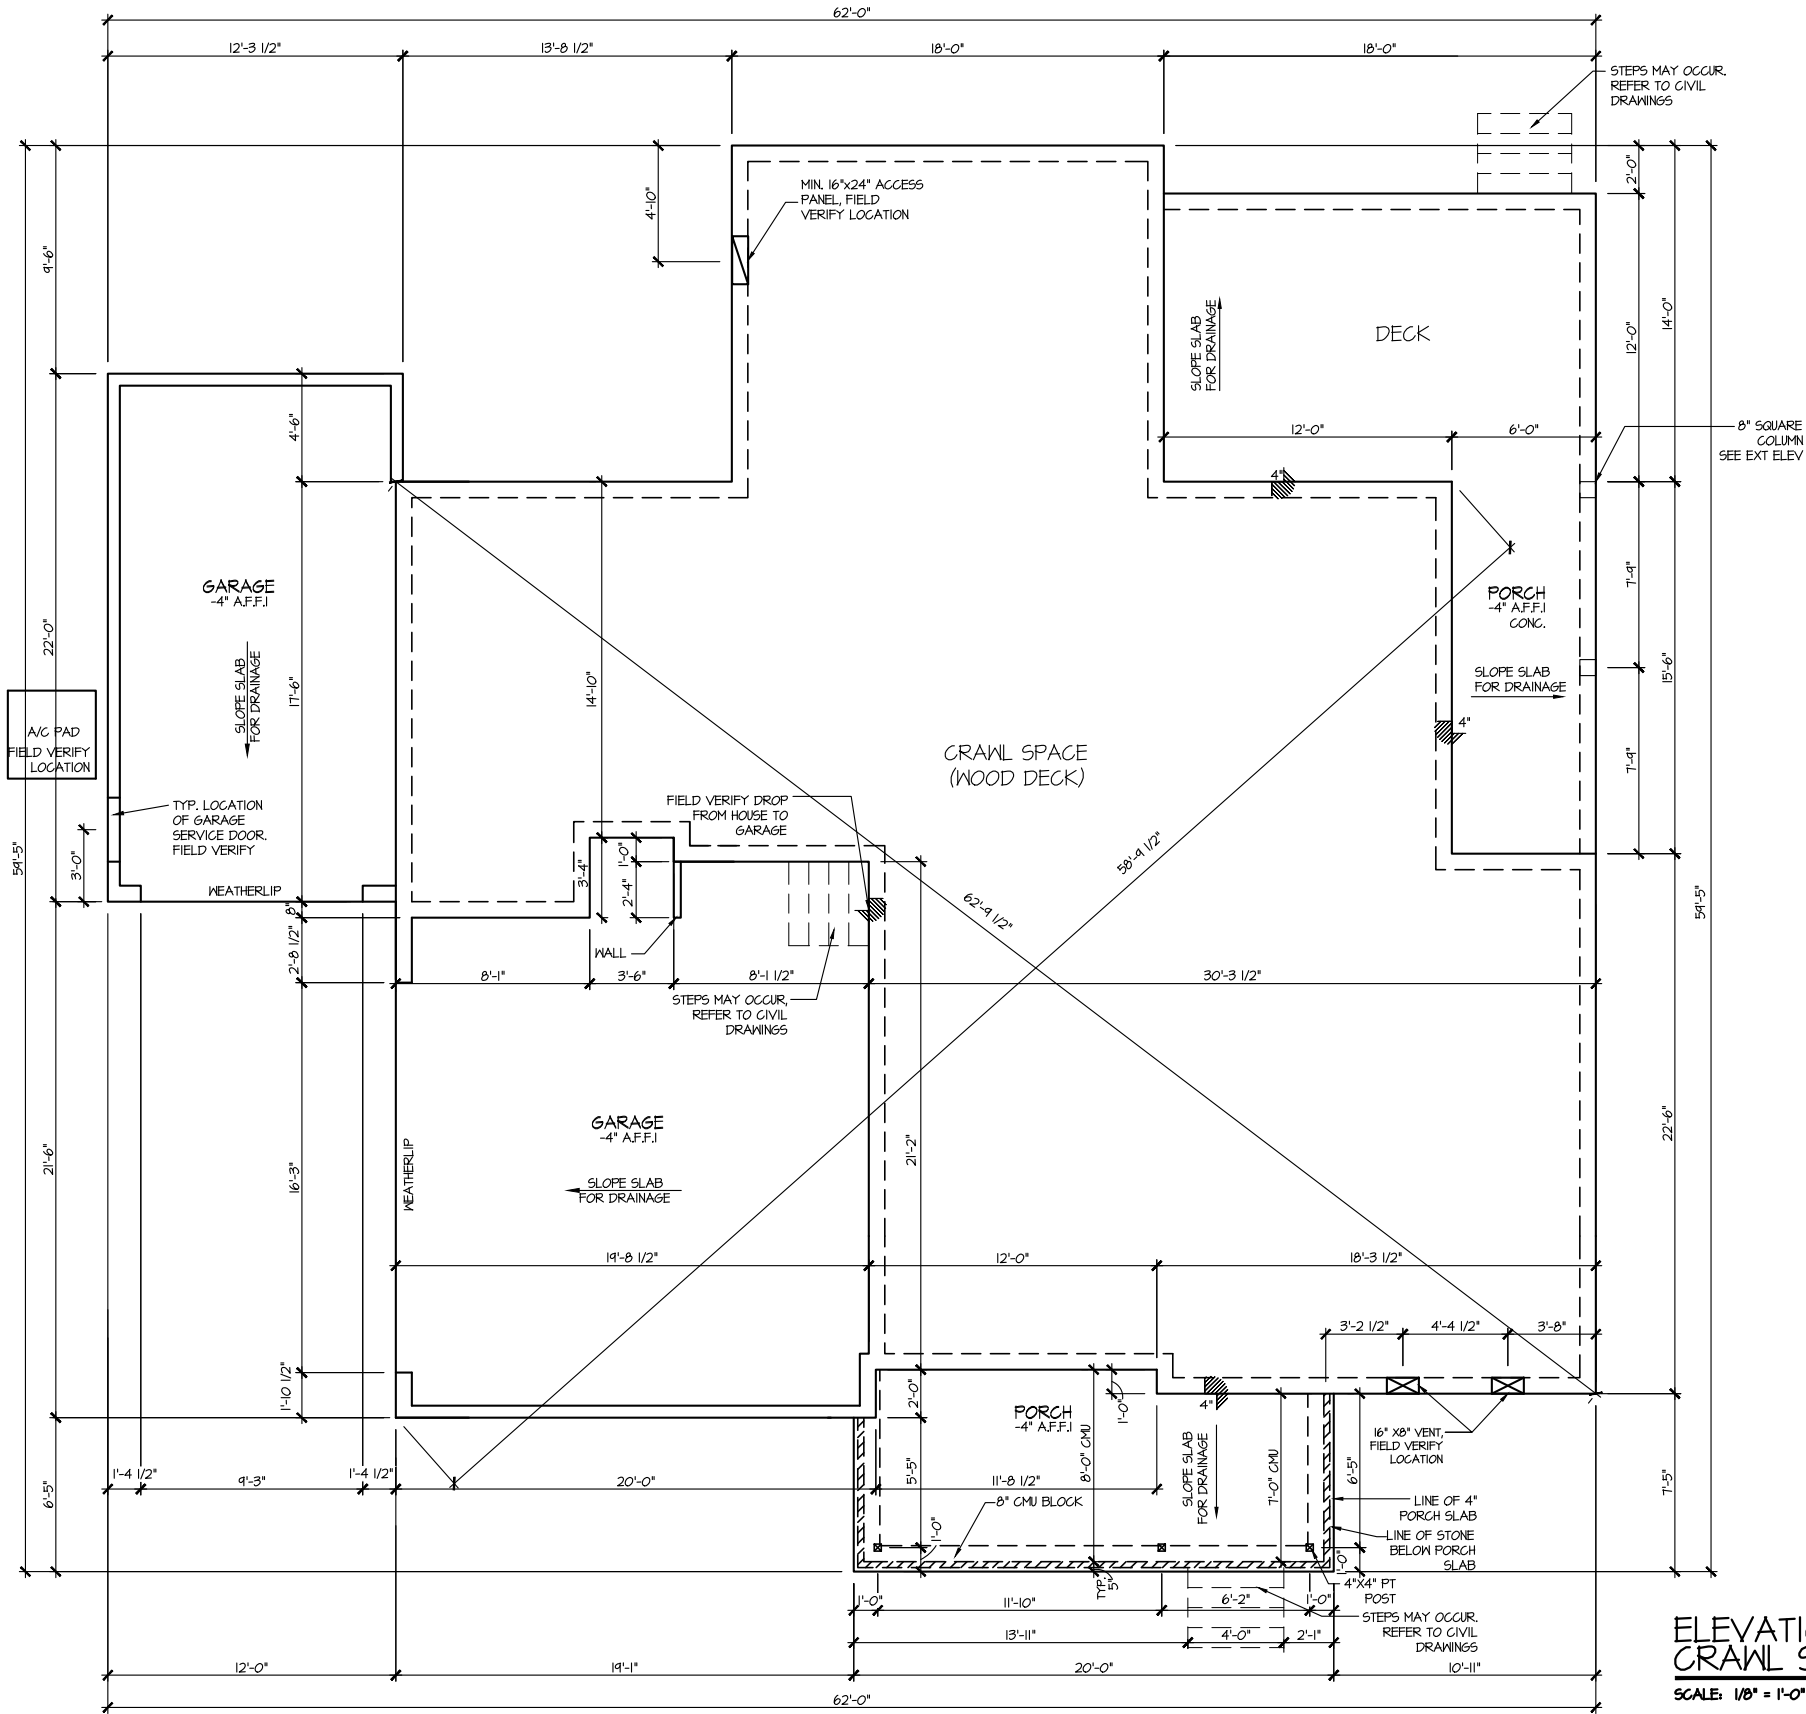 62'-0"
12'-3 1/2"
13'-8 1/2"
18'-0"
18'-0"
STEPS MAY OCCUR.
REFER TO CIVIL
DRAWINGS
2'-0"
4'-10"
MIN. 16"x24" ACCESS
PANEL, FIELD
VERIFY LOCATION
9'-6"
SLOPE SLAB
FOR DRAINAGE
DECK
12'-0"
14'-0"
4'-6"
12'-0"
6'-0"
8" SQUARE
COLUMN
SEE EXT ELEV
4"
GARAGE
-4" A.F.F.I
22'-0"
SLOPE SLAB
FOR DRAINAGE
17'-6"
14'-10"
PORCH
-4" A.F.F.I
CONC.
7'-9"
SLOPE SLAB
FOR DRAINAGE
15'-6"
4"
7'-9"
A/C PAD
FIELD VERIFY
LOCATION
CRAWL SPACE
(WOOD DECK)
TYP. LOCATION
OF GARAGE
SERVICE DOOR.
FIELD VERIFY
FIELD VERIFY DROP
FROM HOUSE TO
GARAGE
59'-5"
3'-0"
58'-9 1/2"
62'-9 1/2"
WEATHERLIP
3'-4"
1'-0"
2'-4"
8"
2'-8 1/2"
WALL
59'-5"
8'-1"
3'-6"
8'-1 1/2"
30'-3 1/2"
STEPS MAY OCCUR,
REFER TO CIVIL
DRAWINGS
GARAGE
-4" A.F.F.I
21'-6"
16'-3"
WEATHERLIP
21'-2"
22'-6"
SLOPE SLAB
FOR DRAINAGE
19'-8 1/2"
12'-0"
18'-3 1/2"
3'-2 1/2"
4'-4 1/2"
3'-8"
1'-10 1/2"
2'-0"
PORCH
-4" A.F.F.I
1'-0"
4"
8'-0" CMU
SLOPE SLAB
FOR DRAINAGE
7'-0" CMU
6'-5"
16" X8" VENT,
FIELD VERIFY
LOCATION
6'-5"
1'-4 1/2"
9'-3"
1'-4 1/2"
20'-0"
5'-5"
11'-8 1/2"
7'-5"
8" CMU BLOCK
LINE OF 4"
PORCH SLAB
1'-0"
LINE OF STONE
BELOW PORCH
SLAB
1'-0"
TYP.
5"
4"X4" PT
POST
1'-0"
11'-10"
6'-2"
1'-0"
STEPS MAY OCCUR.
REFER TO CIVIL
DRAWINGS
13'-11"
4'-0"
2'-1"
12'-0"
19'-1"
20'-0"
10'-11"
62'-0"
CRAWL
SCALE: 1/8" = 1'-0"